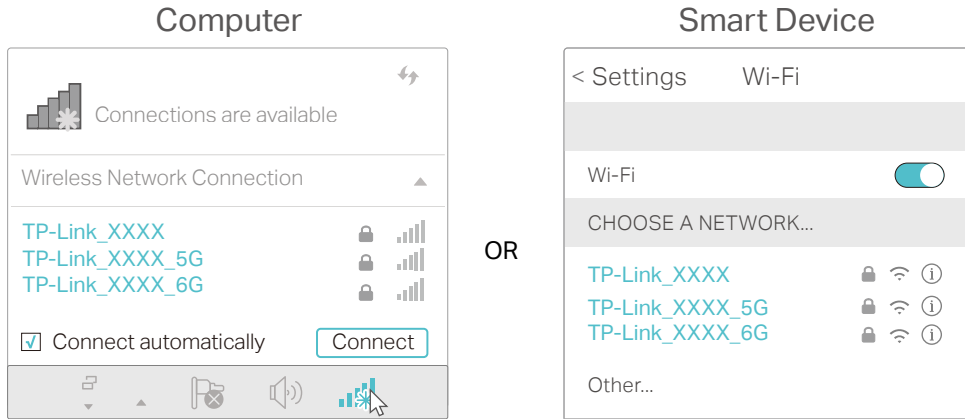 Computer
Connections are available
Wireless Network Connection
TP-Link_XXXX
TP-Link_XXXX_5G
TP-Link_XXXX_6G
Connect automatically
Connect
OR
Smart Device
< Settings Wi-Fi
Wi-Fi
CHOOSE A NETWORK...
TP-Link_XXXX
TP-Link_XXXX_5G
TP-Link_XXXX_6G
Other...